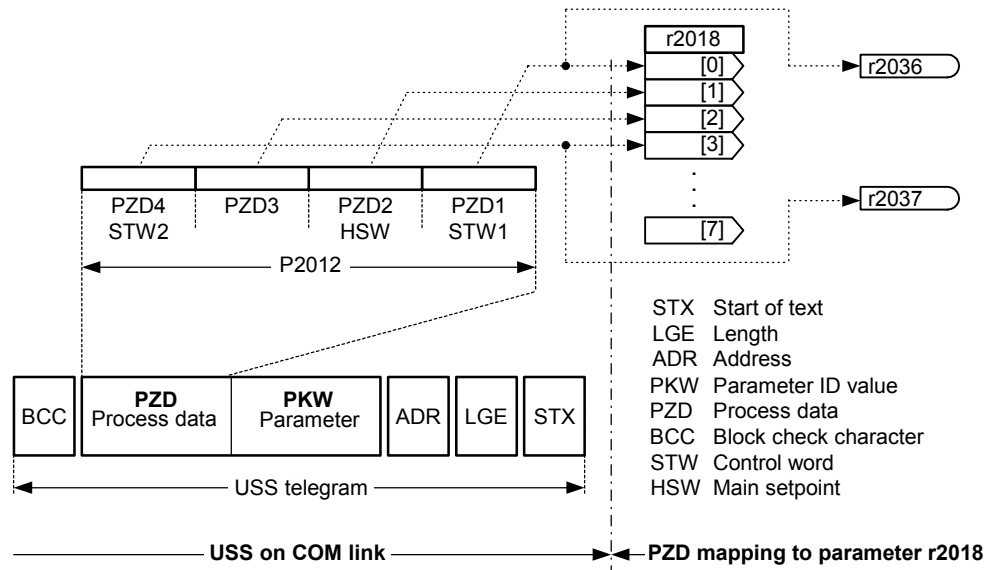 r2018
[0]
r2036
[1]
[2]
[3]
PZD4 PZD3 PZD2 PZD1
STW2 HSW STW1
.
.
.
r2037
[7]
P2012
STX Start of text
LGE Length
ADR Address
PKW Parameter ID value
PZD Process data
BCC Block check character
STW Control word
HSW Main setpoint
BCC
PZD
Process data
PKW
Parameter
ADR
LGE
STX
USS telegram
USS on COM link
PZD mapping to parameter r2018